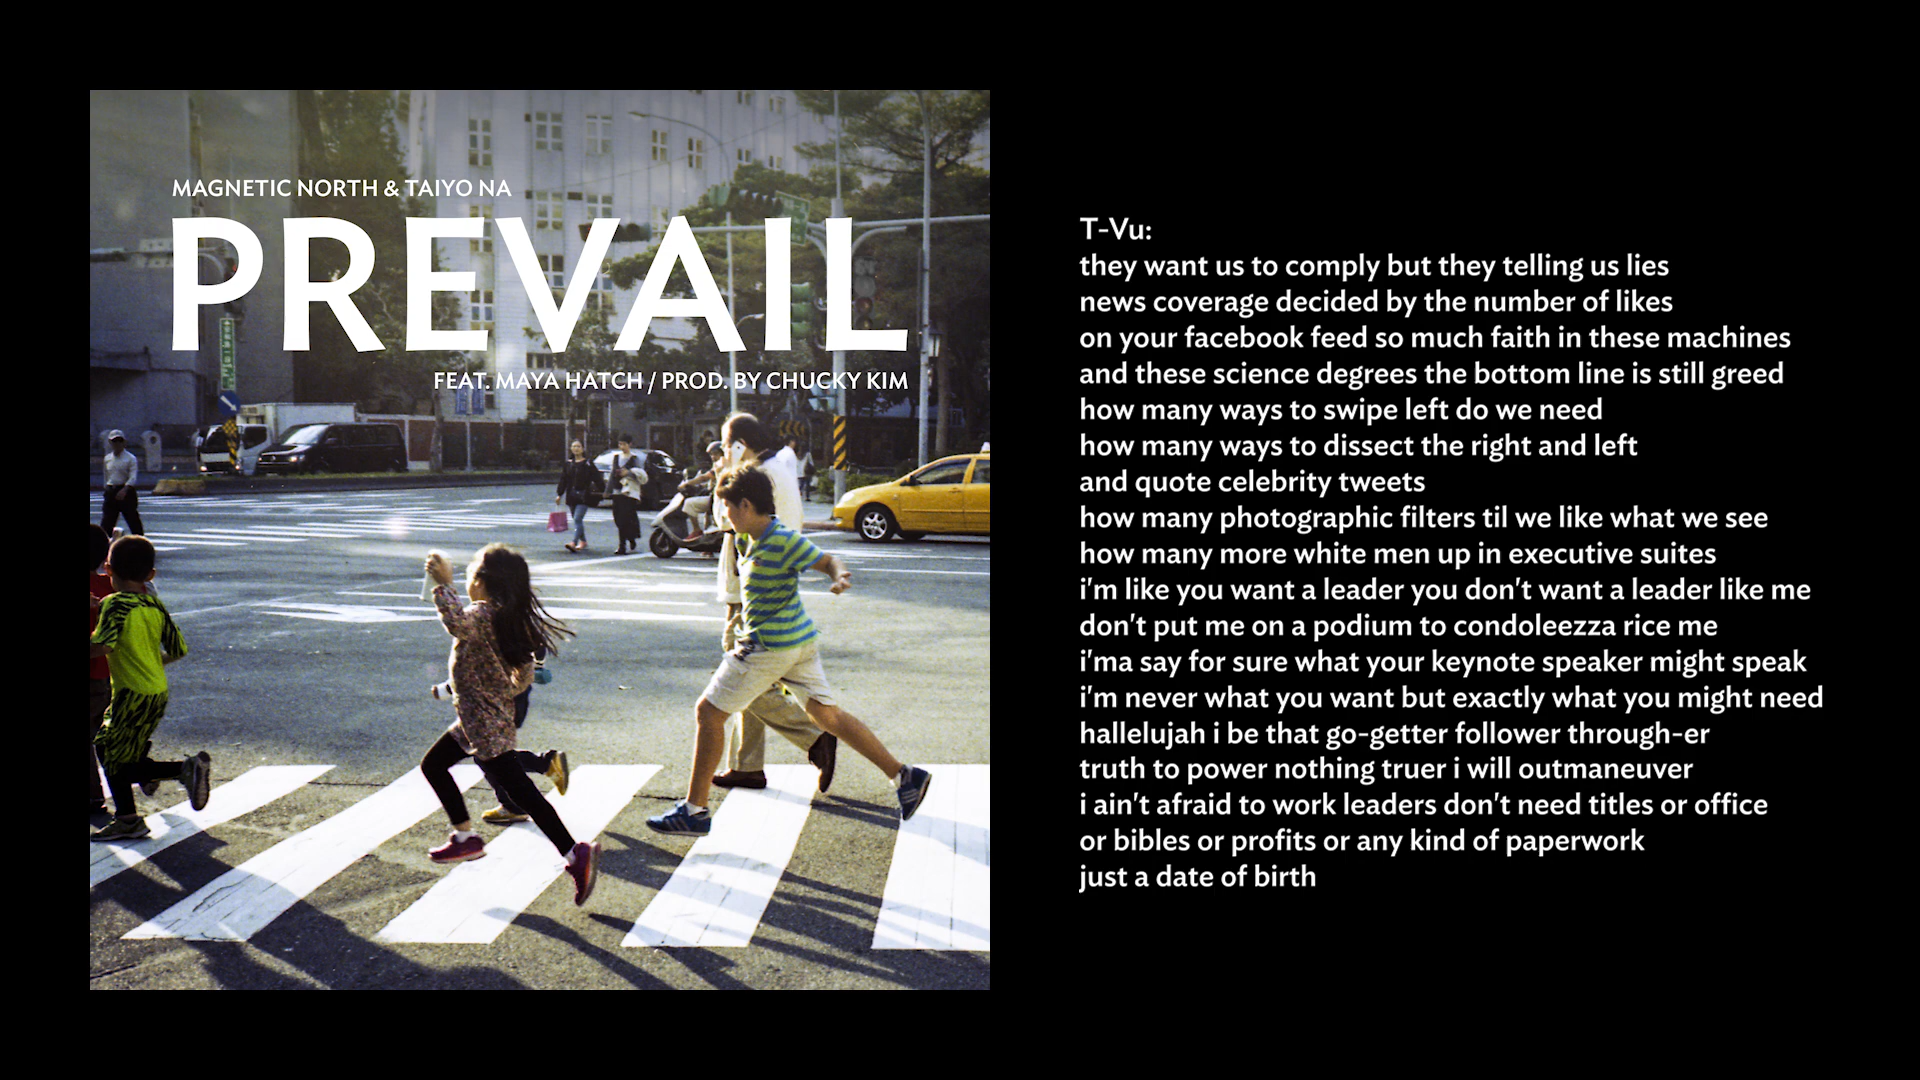 MAGNETIC NORTH & TAIYO NA
PREVAIL
FEAT. MAYA HATCH / PROD. BY CHUCKY KIM
T-Vu:
they want us to comply but they telling us lies
news coverage decided by the number of likes
on your facebook feed so much faith in these machines
and these science degrees the bottom line is still greed
how many ways to swipe left do we need
how many ways to dissect the right and left
and quote celebrity tweets
how many photographic filters til we like what we see
how many more white men up in executive suites
i'm like you want a leader you don't want a leader like me
don't put me on a podium to condoleezza rice me
i'ma say for sure what your keynote speaker might speak
i'm never what you want but exactly what you might need
hallelujah i be that go-getter follower through-er
truth to power nothing truer i will outmaneuver
i ain't afraid to work leaders don't need titles or office
or bibles or profits or any kind of paperwork
just a date of birth